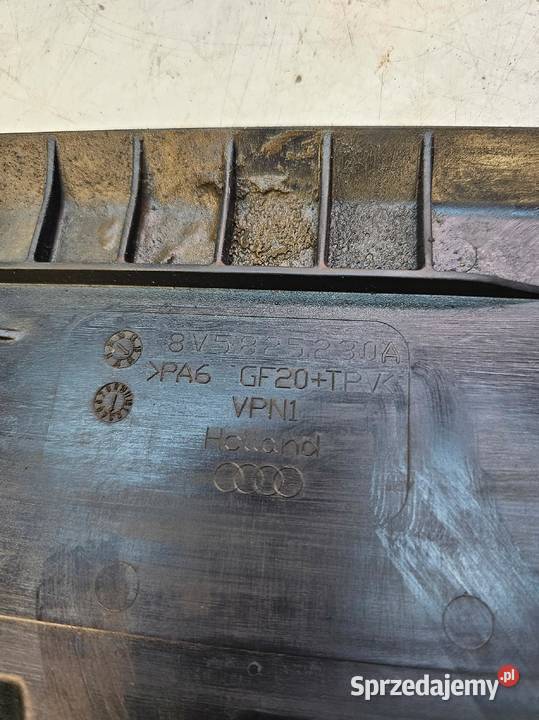 8V5825230A
>PA6 GF20+TPV<
VPN1
Holland
Sprzedajemy.pl